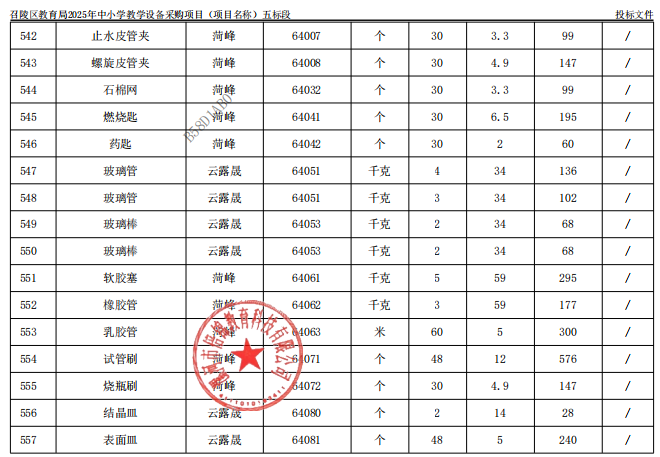 召陵区教育局2025年中小学教学设备采购项目（项目名称）五标段 投标文件
542 止水皮管夹 菏峰 64007 个 30 3.3 99 /
543 螺旋皮管夹 菏峰 64008 个 30 4.9 147 /
544 石棉网 菏峰 64032 个 30 3.3 99 /
545 燃烧匙 菏峰 64041 个 30 6.5 195 /
546 药匙 菏峰 64042 个 30 2 60 /
547 玻璃管 云露晟 64051 千克 4 34 136 /
548 玻璃管 云露晟 64051 千克 3 34 102 /
549 玻璃棒 云露晟 64053 千克 2 34 68 /
550 玻璃棒 云露晟 64053 千克 2 34 68 /
551 软胶塞 菏峰 64061 千克 5 59 295 /
552 橡胶管 菏峰 64062 千克 3 59 177 /
553 乳胶管 菏峰 64063 米 60 5 300 /
554 试管刷 菏峰 64071 个 48 12 576 /
555 烧瓶刷 菏峰 64072 个 30 4.9 147 /
556 结晶皿 云露晟 64080 个 2 14 28 /
557 表面皿 云露晟 64081 个 48 5 240 /
B58D1AB0
教育科技有限公司